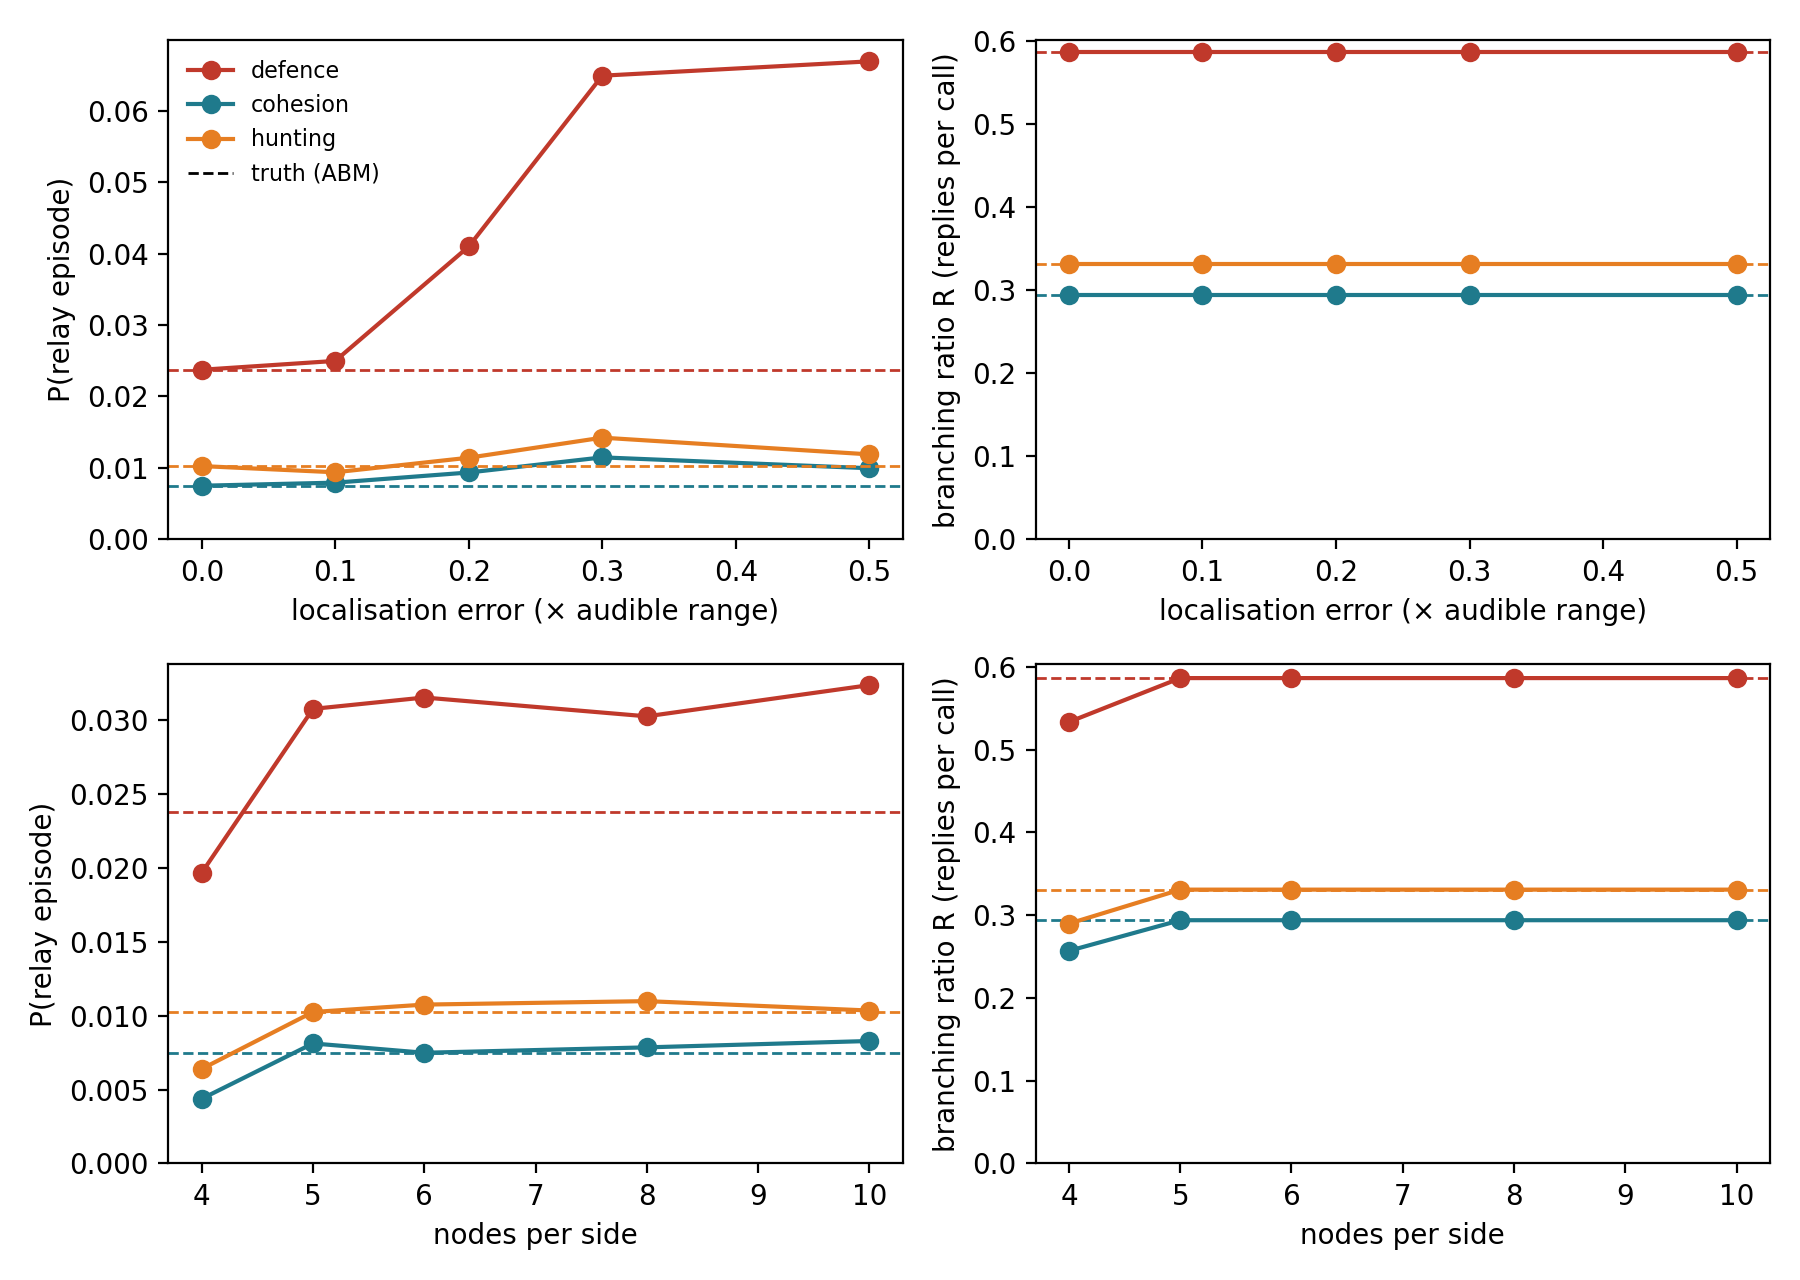 P(relay episode)
0.06
0.05
0.04
0.03
0.02
0.01
0.00
defence
cohesion
hunting
truth (ABM)
0.0 0.1 0.2 0.3 0.4 0.5
localisation error (× audible range)
branching ratio R (replies per call)
0.6
0.5
0.4
0.3
0.2
0.1
0.0
0.0 0.1 0.2 0.3 0.4 0.5
localisation error (× audible range)
P(relay episode)
0.030
0.025
0.020
0.015
0.010
0.005
0.000
4 5 6 7 8 9 10
nodes per side
branching ratio R (replies per call)
0.6
0.5
0.4
0.3
0.2
0.1
0.0
4 5 6 7 8 9 10
nodes per side